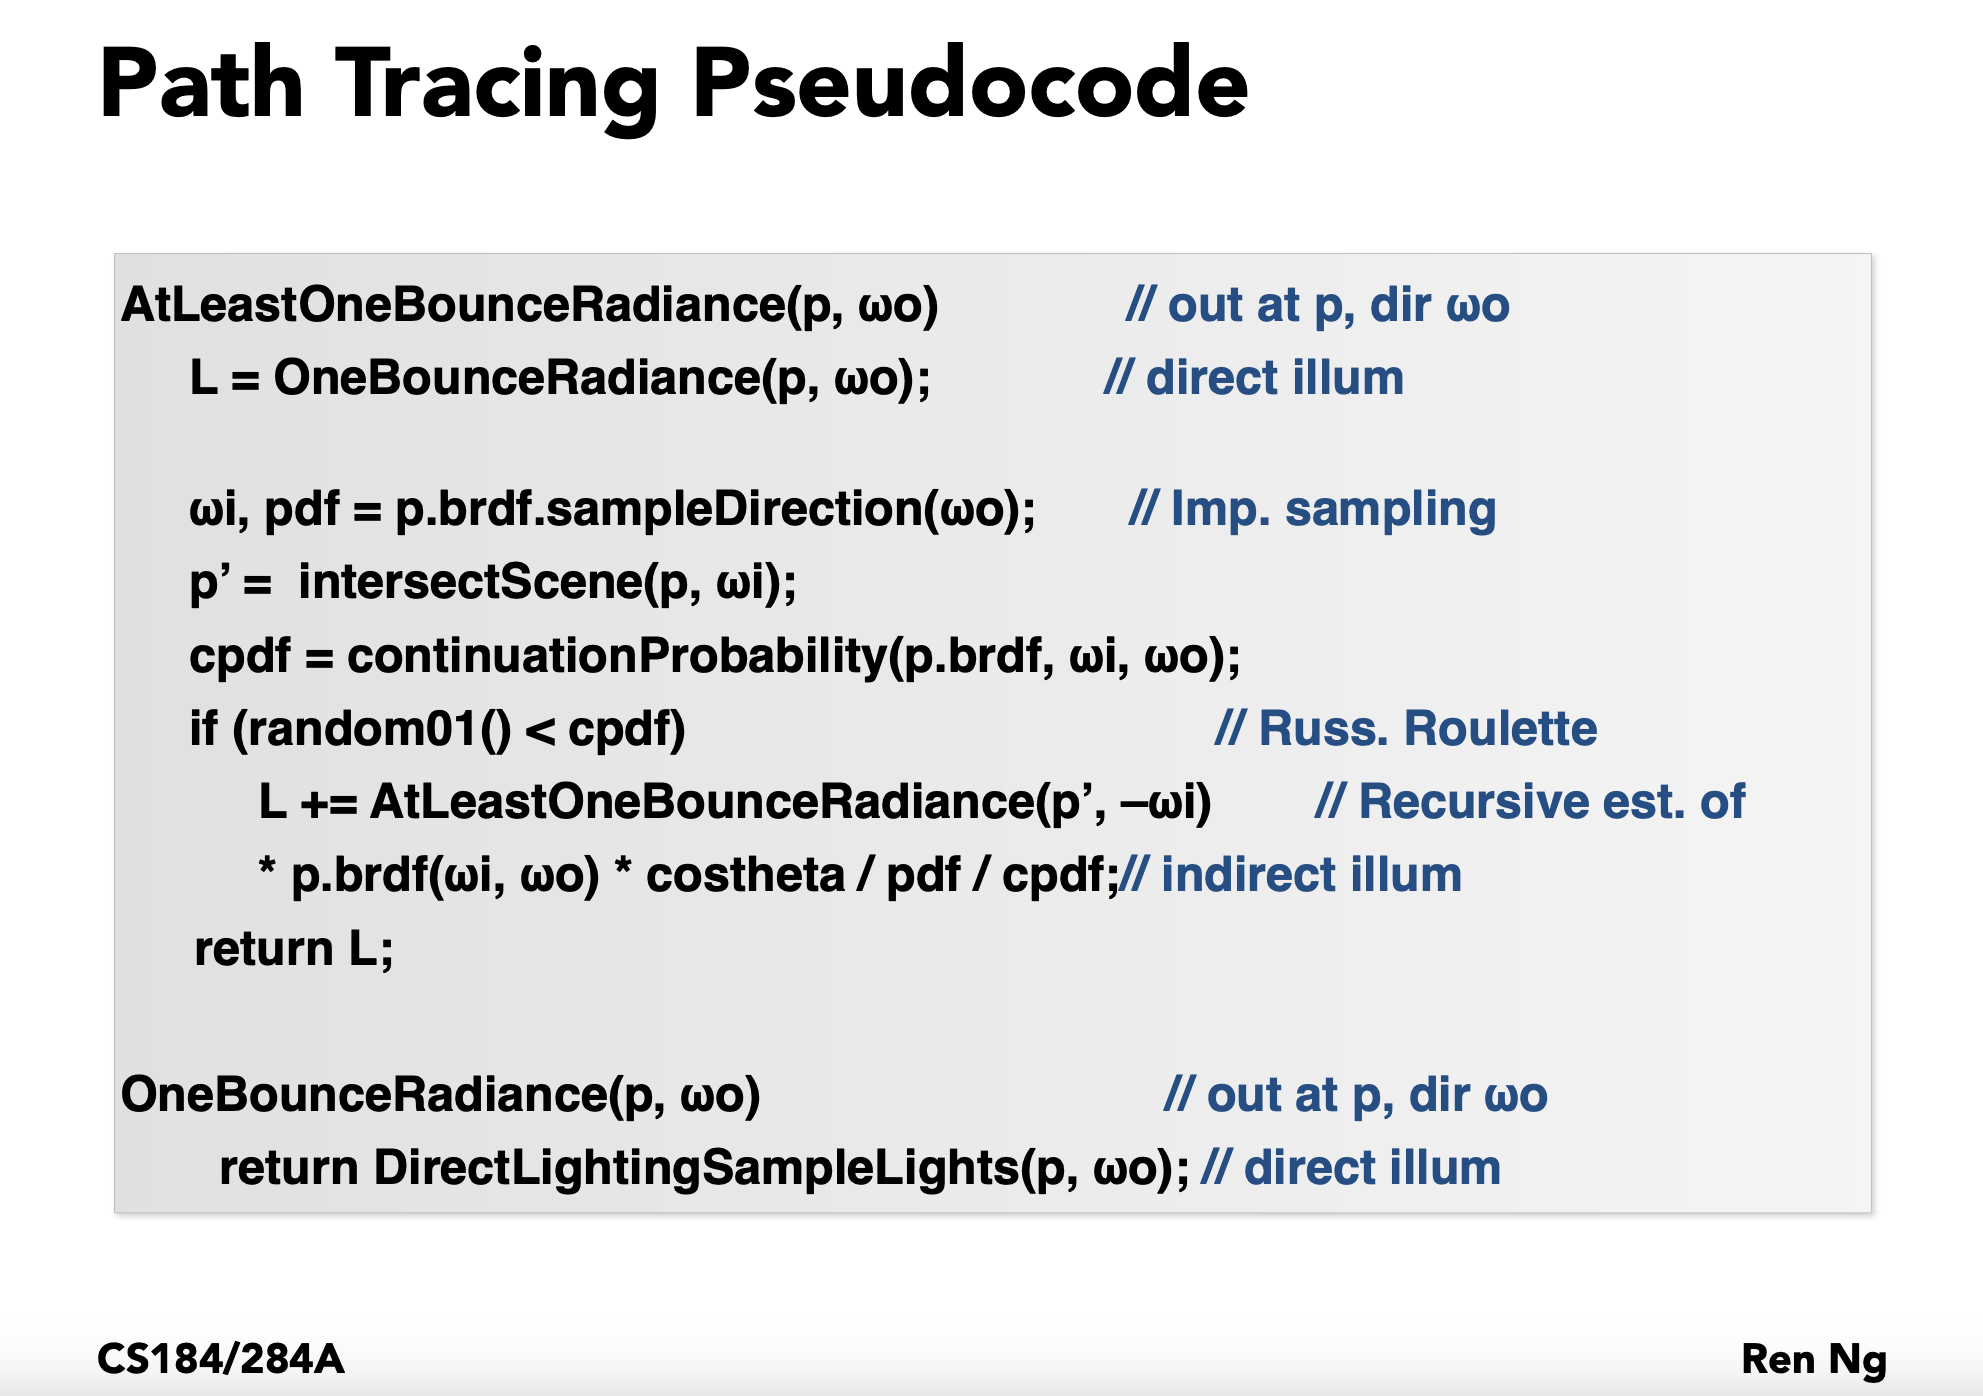 Path Tracing Pseudocode
AtLeastOneBounceRadiance(p, ωo) // out at p, dir ωo
L = OneBounceRadiance(p, ωo); // direct illum
ωi, pdf = p.brdf.sampleDirection(ωo); // Imp. sampling
p’ = intersectScene(p, ωi);
cpdf = continuationProbability(p.brdf, ωi, ωo);
if (random01() < cpdf) // Russ. Roulette
L += AtLeastOneBounceRadiance(p’, –ωi) // Recursive est. of
* p.brdf(ωi, ωo) * costheta / pdf / cpdf;// indirect illum
return L;
OneBounceRadiance(p, ωo) // out at p, dir ωo
return DirectLightingSampleLights(p, ωo); // direct illum
CS184/284A Ren Ng